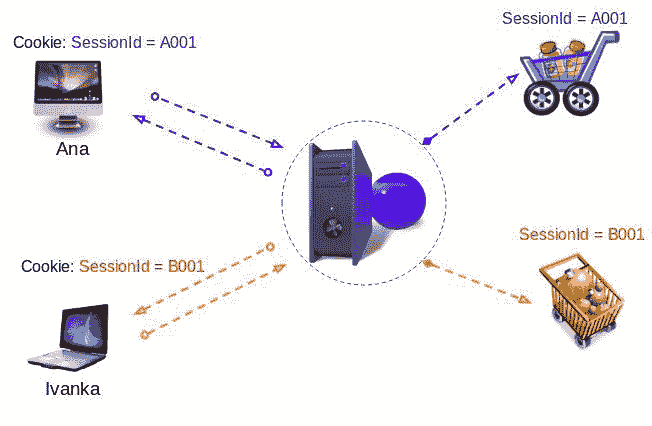 SessionId = A001
Cookie: SessionId = A001
Ana
SessionId = B001
Cookie: SessionId = B001
Ivanka